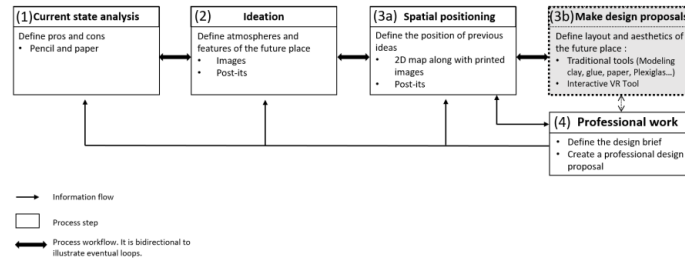 (1) Current state analysis
Define pros and cons
• Pencil and paper
(2) Ideation
Define atmospheres and
features of the future place
• Images
• Post-its
(3a) Spatial positioning
Define the position of previous
ideas
• 2D map along with printed
images
• Post-its
(3b) Make design proposals
Define layout and aesthetics of
the future place :
• Traditional tools (Modeling
clay, glue, paper, Plexiglas...)
• Interactive VR Tool
(4) Professional work
• Define the design brief
• Create a professional design
proposal
Information flow
Process step
Process workflow. It is bidirectional to
illustrate eventual loops.